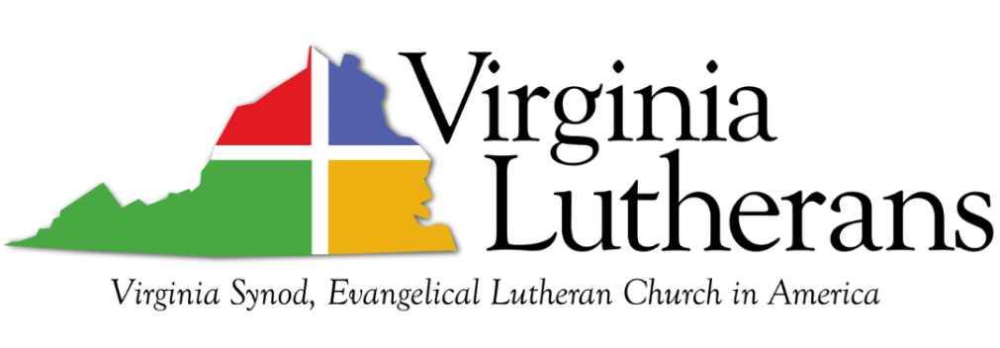 Virginia
Lutherans
Virginia Synod, Evangelical Lutheran Church in America